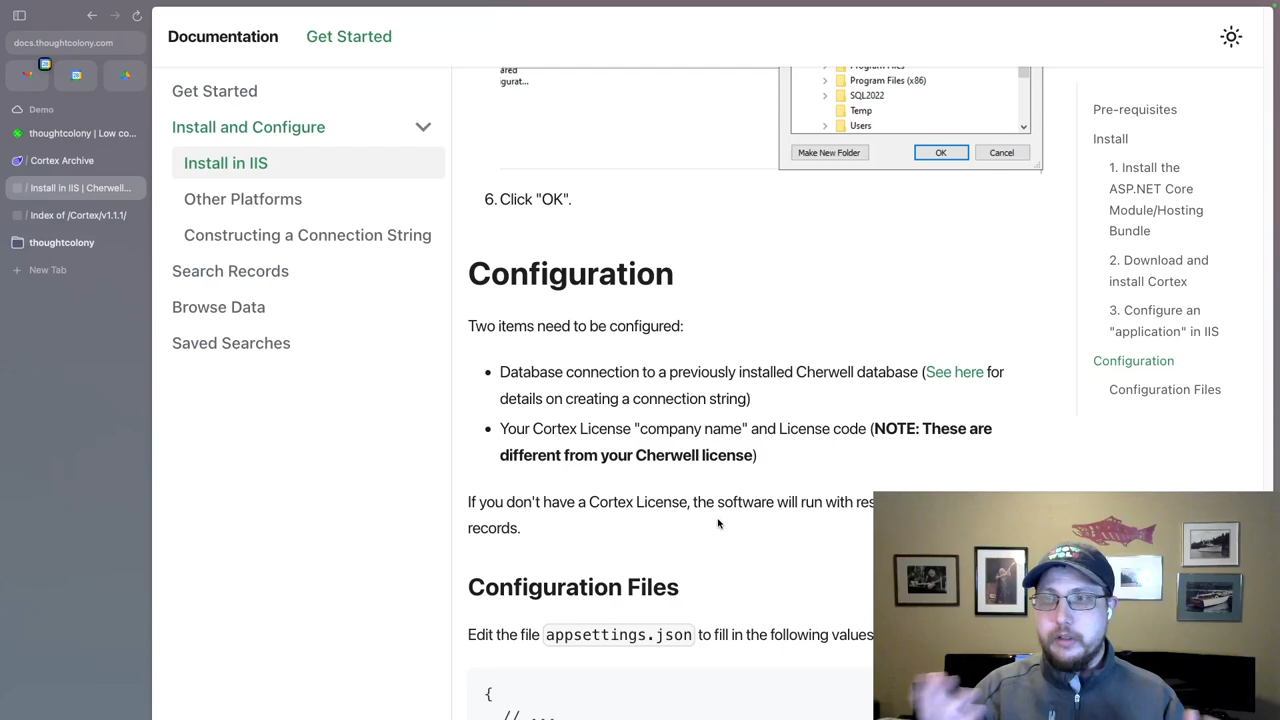 docs.thoughtcolony.com
Demo
thoughtcolony | Low co...
Cortex Archive
Install in IIS | Cherwell...
Index of /Cortex/v1.1.1/
thoughtcolony
New Tab
Documentation
Get Started
Get Started
Install and Configure
Install in IIS
Other Platforms
Constructing a Connection String
Search Records
Browse Data
Saved Searches
Program Files (x86)
SQL2022
Temp
Users
Make New Folder
OK
Cancel
6. Click "OK".
Configuration
Two items need to be configured:
Database connection to a previously installed Cherwell database (See here for
details on creating a connection string)
Your Cortex License "company name" and License code (NOTE: These are
different from your Cherwell license)
If you don't have a Cortex License, the software will run with
records.
Configuration Files
Edit the file appsettings.json to fill in the following values
{
// ...
Pre-requisites
Install
1. Install the
ASP.NET Core
Module/Hosting
Bundle
2. Download and
install Cortex
3. Configure an
"application" in IIS
Configuration
Configuration Files